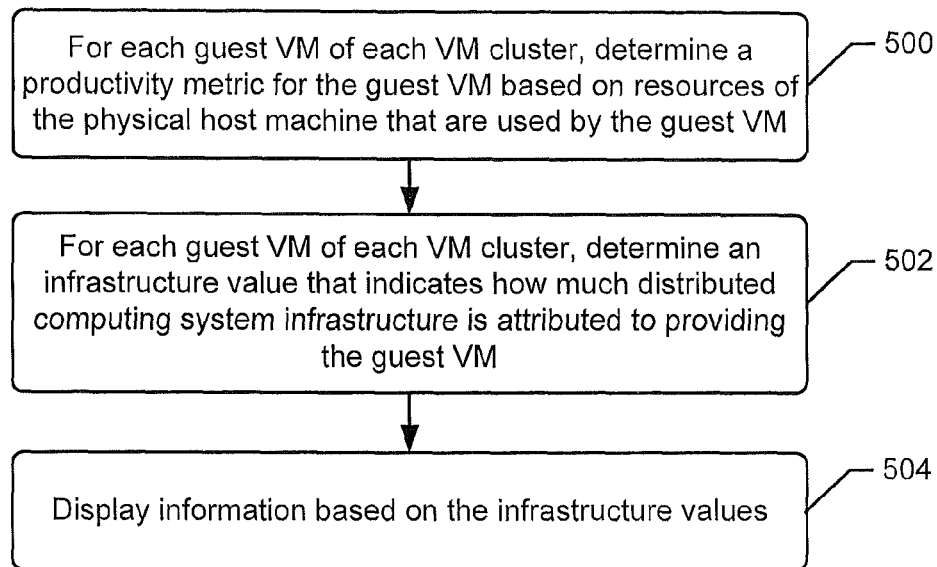 For each guest VM of each VM cluster, determine a
productivity metric for the guest VM based on resources of
the physical host machine that are used by the guest VM
500
For each guest VM of each VM cluster, determine an
infrastructure value that indicates how much distributed
computing system infrastructure is attributed to providing
the guest VM
502
Display information based on the infrastructure values
504